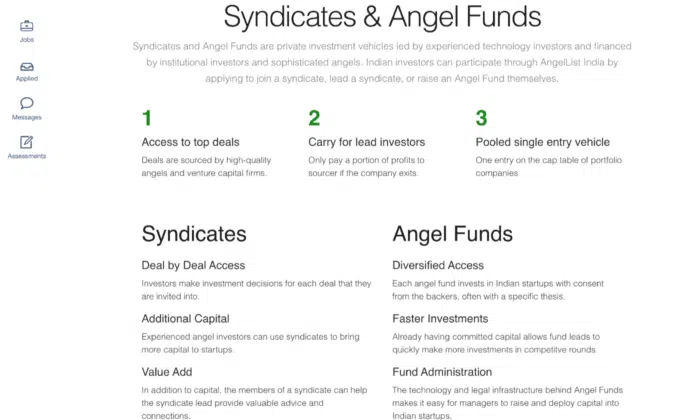 Syndicates & Angel Funds
Syndicates and Angel Funds are private investment vehicles led by experienced technology investors and financed
by institutional investors and sophisticated angels. Indian investors can participate through AngelList India by
applying to join a syndicate, lead a syndicate, or raise an Angel Fund themselves.
Jobs
Applied
Messages
Assessments
1
Access to top deals
Deals are sourced by high-quality
angels and venture capital firms.
2
Carry for lead investors
Only pay a portion of profits to
sourcer if the company exits.
3
Pooled single entry vehicle
One entry on the cap table of portfolio
companies
Syndicates
Deal by Deal Access
Investors make investment decisions for each deal that they
are invited into.
Additional Capital
Experienced angel investors can use syndicates to bring
more capital to startups.
Value Add
In addition to capital, the members of a syndicate can help
the syndicate lead provide valuable advice and
connections.
Angel Funds
Diversified Access
Each angel fund invests in Indian startups with consent
from the backers, often with a specific thesis.
Faster Investments
Already having committed capital allows fund leads to
quickly make more investments in competitve rounds.
Fund Administration
The technology and legal infrastructure behind Angel Funds
makes it easy for managers to raise and deploy capital into
Indian startups.